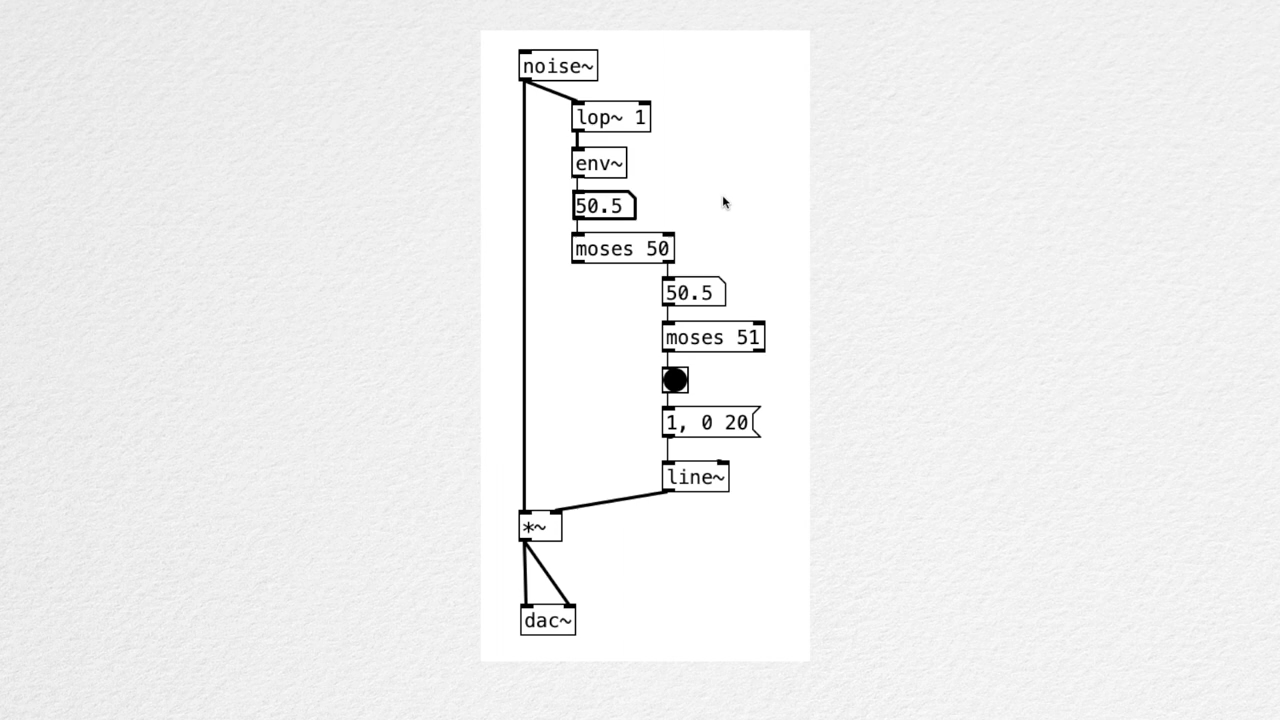 noise~
lop~ 1
env~
50.5
moses 50
50.5
moses 51
1, 0 20
line~
*~
dac~